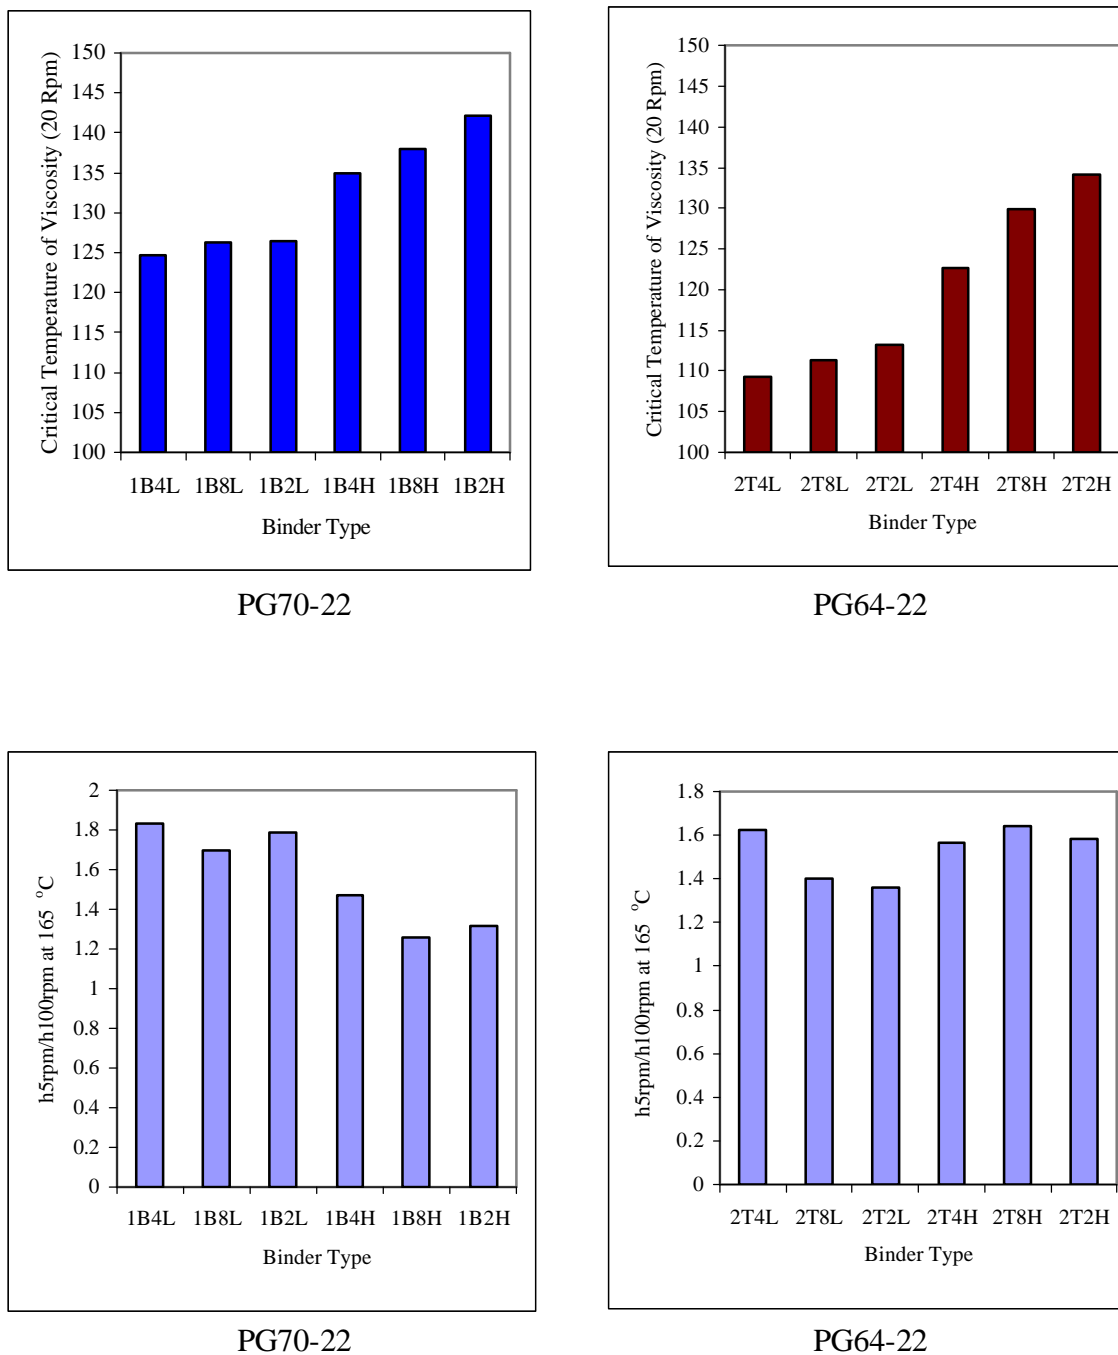 Critical Temperature of Viscosity (20 Rpm)
150
145
140
135
130
125
120
115
110
105
100
1B4L 1B8L 1B2L 1B4H 1B8H 1B2H
Binder Type
PG70-22
Critical Temperature of Viscosity (20 Rpm)
150
145
140
135
130
125
120
115
110
105
100
2T4L 2T8L 2T2L 2T4H 2T8H 2T2H
Binder Type
PG64-22
h5rpm/h100rpm at 165 °C
2
1.8
1.6
1.4
1.2
1
0.8
0.6
0.4
0.2
0
1B4L 1B8L 1B2L 1B4H 1B8H 1B2H
Binder Type
PG70-22
h5rpm/h100rpm at 165 °C
1.8
1.6
1.4
1.2
1
0.8
0.6
0.4
0.2
0
2T4L 2T8L 2T2L 2T4H 2T8H 2T2H
Binder Type
PG64-22